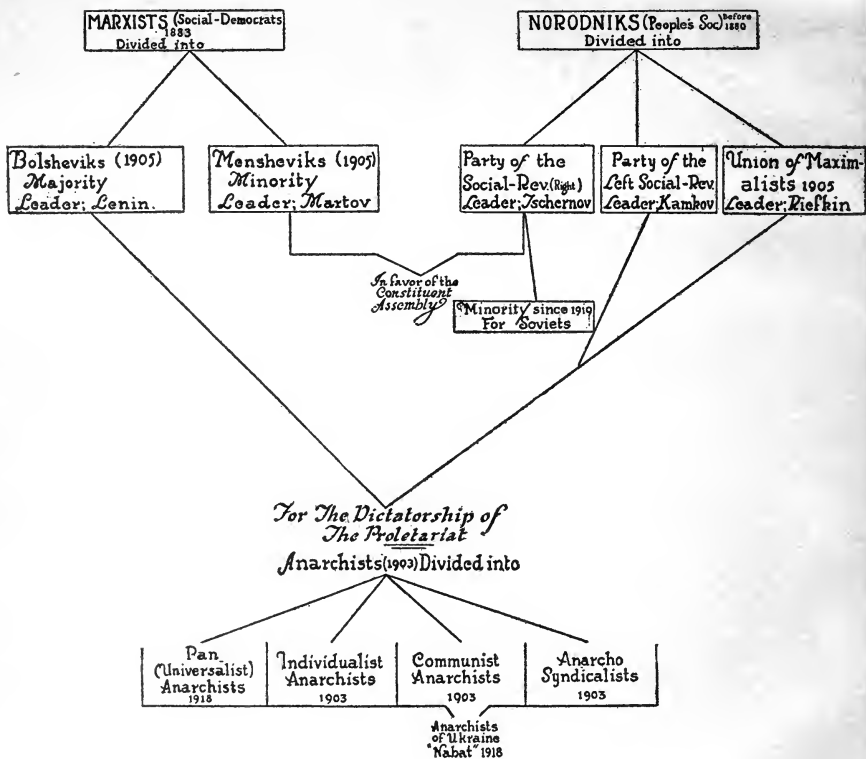 MARXISTS (Social-Democrats
1883
Divided into
NORODNIKS (People's Soc) Before 1880
Divided into
Bolsheviks (1905)
Majority
Leader; Lenin.
Mensheviks (1905)
Minority
Leader; Martov
Party of the
Social-Rev. (Right)
Leader; Tschernov
Party of the
Left Social-Rev.
Leader; Kamkov
Union of Maxim-
alists 1905
Leader; Riefkin
In favor of the
Constituent
Assembly
Minority since 1919
For Soviets
For The Dictatorship of
The Proletariat
Anarchists (1903) Divided into
Pan_
(Universalist)
Anarchists
1918
Individualist
Anarchists
1903
Communist
Anarchists
1903
Anarcho
Syndicalists
1903
Anarchists
of Ukraine
"Nabat" 1918